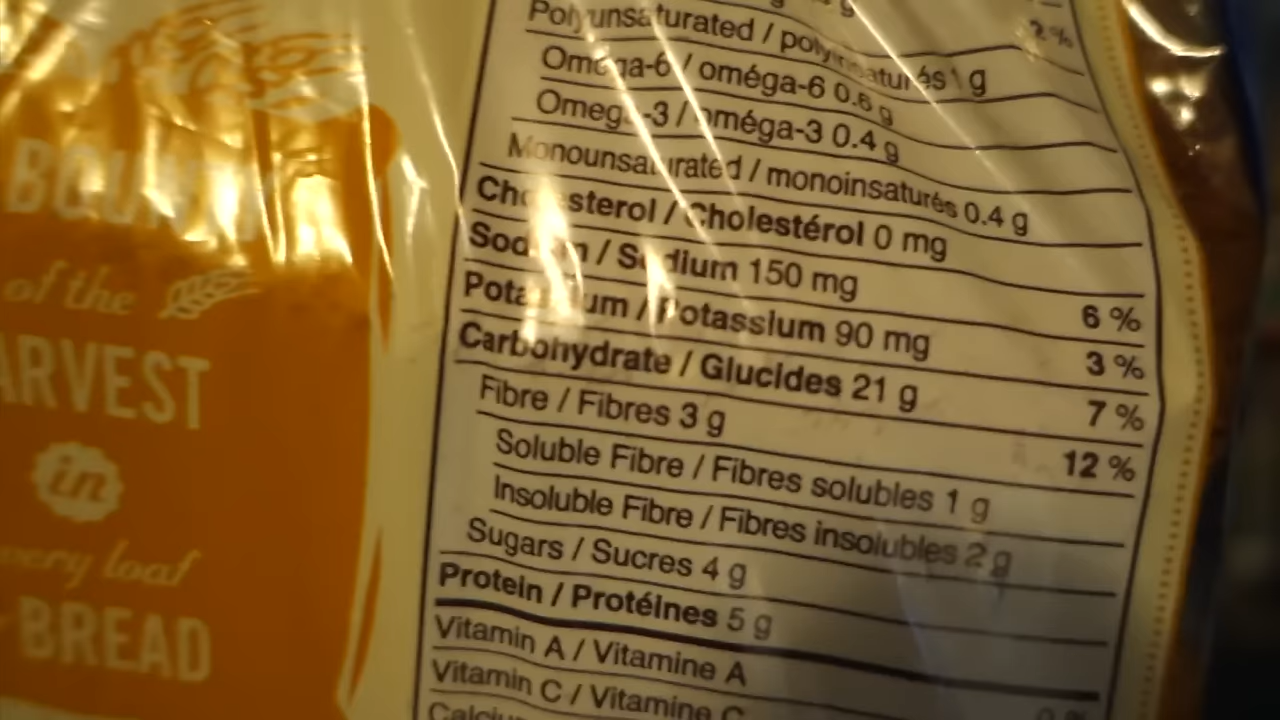 BOUNTY
of the
ARVEST
in
very loaf
BREAD
2 %
Polyunsaturated / polyinsaturés 1 g
Omega-6 / oméga-6 0.6 g
Omega-3 / oméga-3 0.4 g
Monounsaturated / monoinsaturés 0.4 g
Cholesterol / Cholestérol 0 mg
Sodium / Sodium 150 mg 6 %
Potassium / Potassium 90 mg 3 %
Carbohydrate / Glucides 21 g 7 %
Fibre / Fibres 3 g 12 %
Soluble Fibre / Fibres solubles 1 g
Insoluble Fibre / Fibres insolubles 2 g
Sugars / Sucres 4 g
Protein / Protéines 5 g
Vitamin A / Vitamine A
Vitamin C / Vitamine C